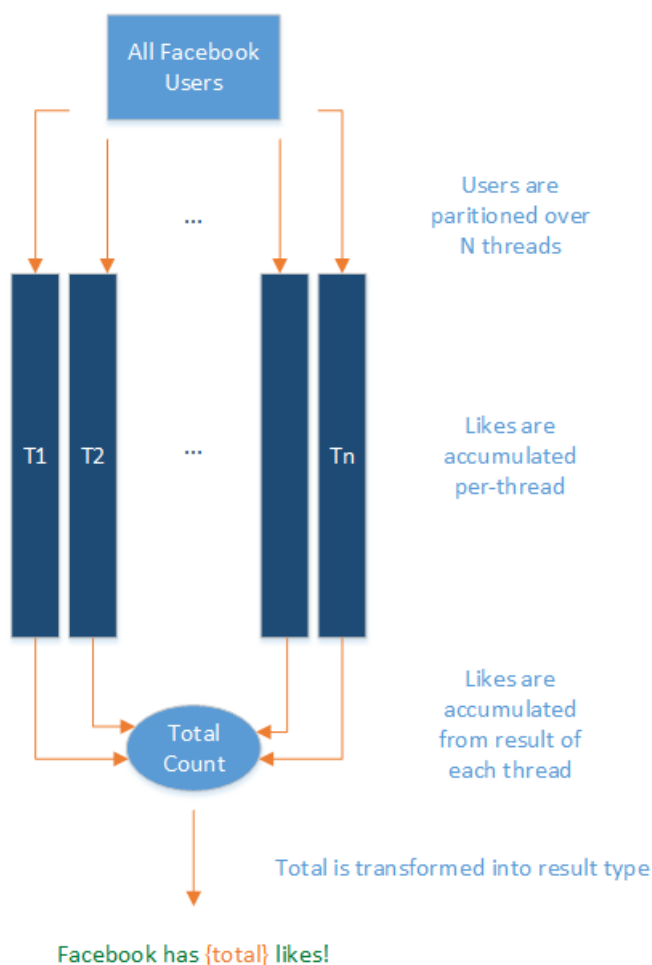 All Facebook
Users
Users are
paritioned over
N threads
...
T1
T2
...
Tn
Likes are
accumulated
per-thread
Likes are
accumulated
from result of
each thread
Total
Count
Total is transformed into result type
Facebook has {total} likes!